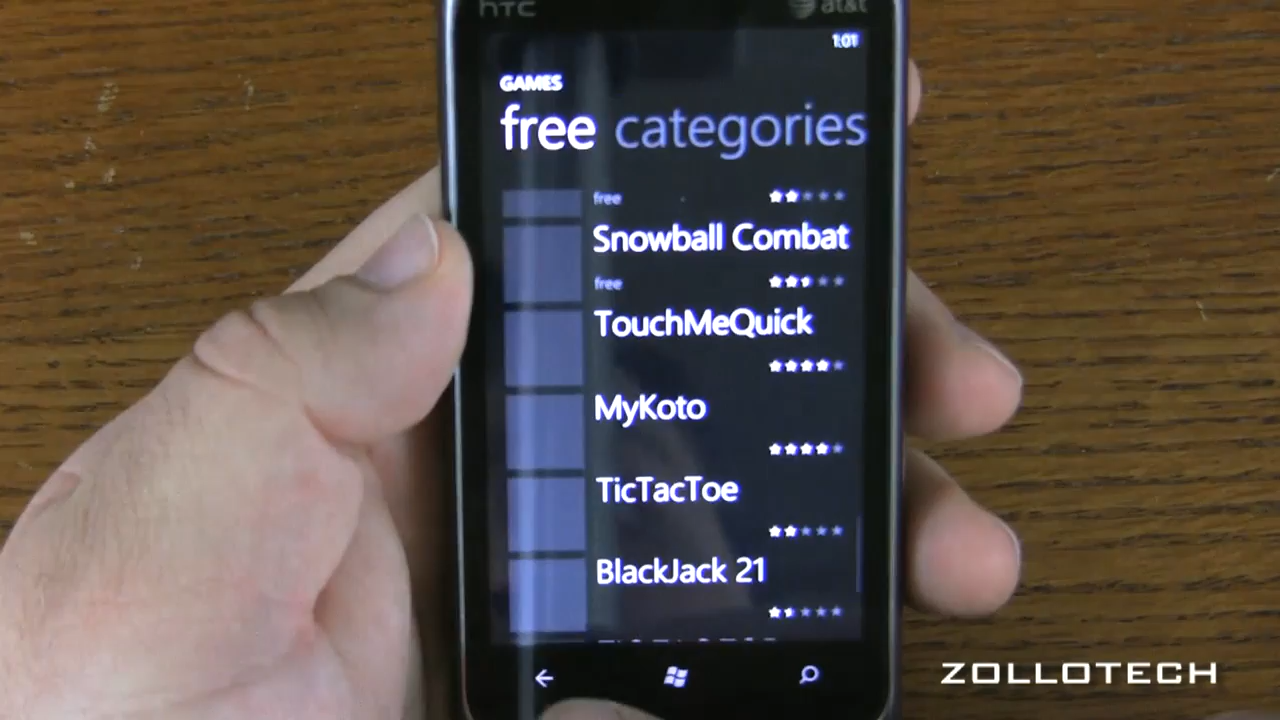 hTC
at&t
1:01
GAMES
free categories
free
Snowball Combat
free
TouchMeQuick
MyKoto
TicTacToe
BlackJack 21
ZOLLOTECH